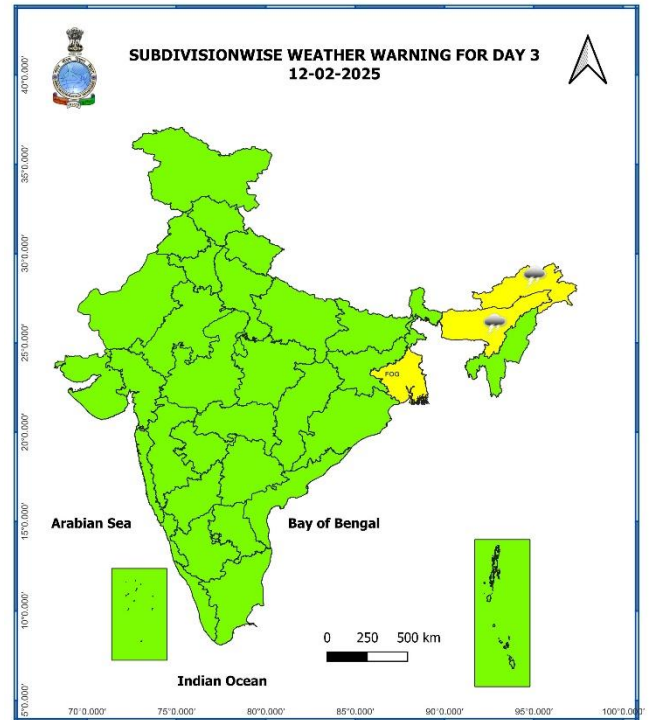 SUBDIVISIONWISE WEATHER WARNING FOR DAY 3
12-02-2025
40°0.000'
35°0.000'
30°0.000'
25°0.000'
20°0.000'
15°0.000'
10°0.000'
5°0.000'
FOG
Arabian Sea
Bay of Bengal
0 250 500 km
Indian Ocean
70°0.000' 75°0.000' 80°0.000' 85°0.000' 90°0.000' 95°0.000' 100°0.000'